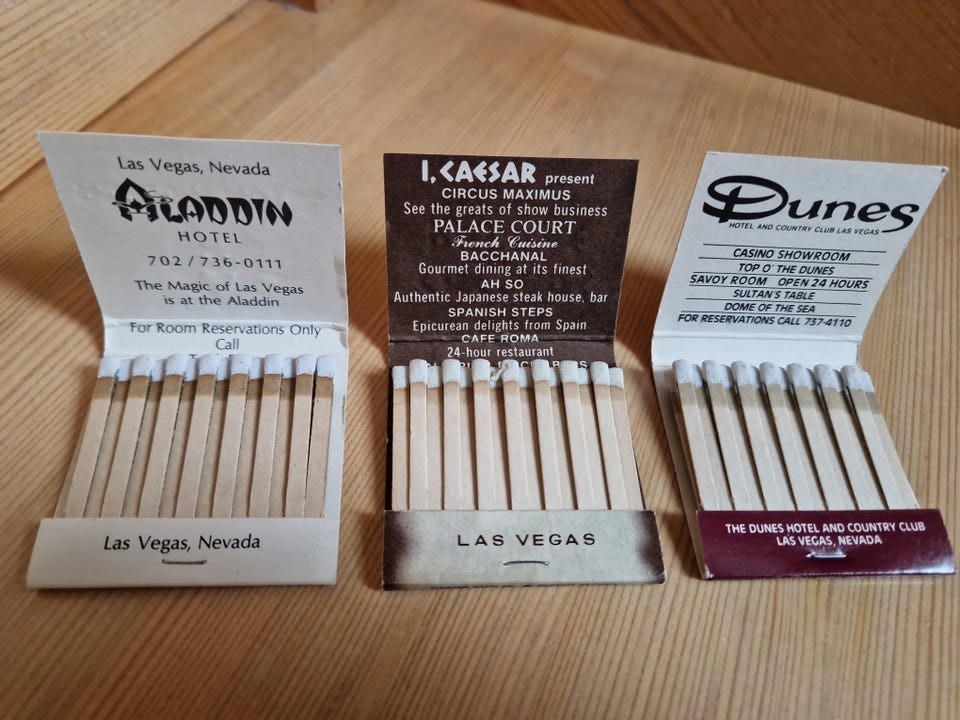 Las Vegas, Nevada
ALADDIN
HOTEL
702/736-0111
The Magic of Las Vegas
is at the Aladdin
For Room Reservations Only
Call
Las Vegas, Nevada
I, CAESAR present
CIRCUS MAXIMUS
See the greats of show business
PALACE COURT
French Cuisine
BACCHANAL
Gourmet dining at its finest
AH SO
Authentic Japanese steak house, bar
SPANISH STEPS
Epicurean delights from Spain
CAFE ROMA
24-hour restaurant
LAS VEGAS
Dunes
HOTEL AND COUNTRY CLUB LAS VEGAS
CASINO SHOWROOM
TOP O' THE DUNES
SAVOY ROOM OPEN 24 HOURS
SULTAN'S TABLE
DOME OF THE SEA
FOR RESERVATIONS CALL 737-4110
THE DUNES HOTEL AND COUNTRY CLUB
LAS VEGAS, NEVADA